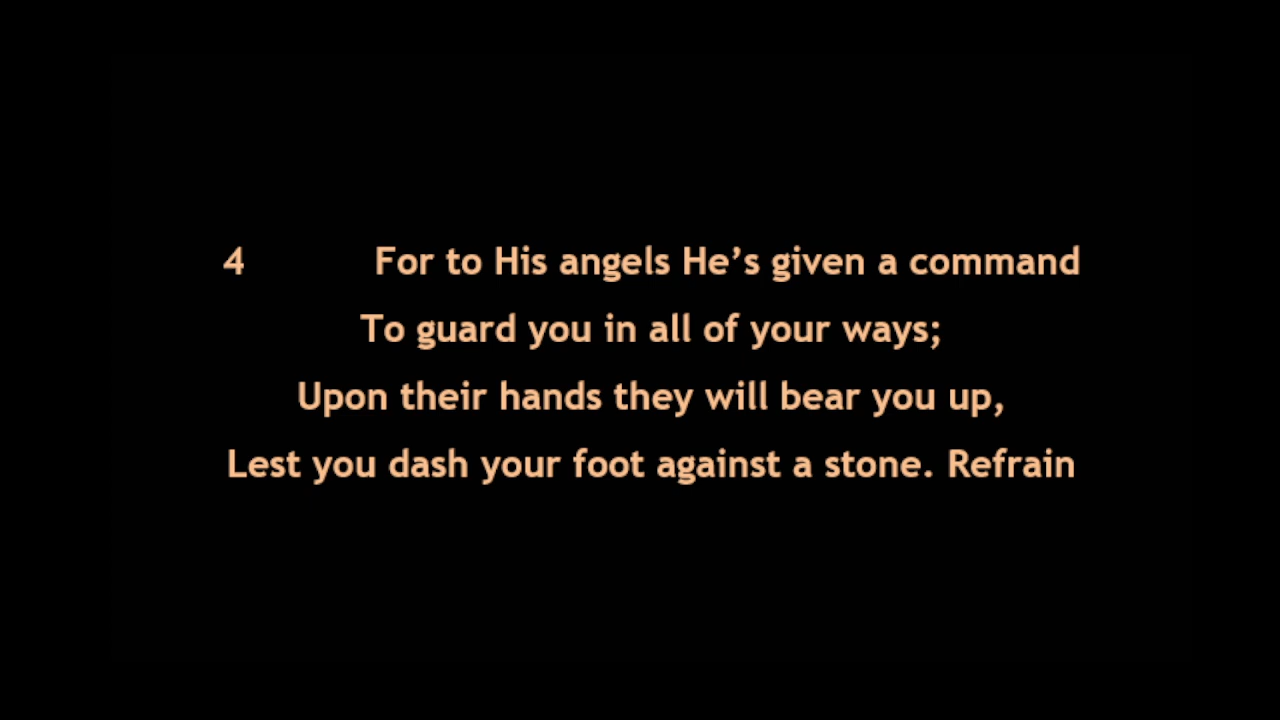 4 For to His angels He’s given a command
To guard you in all of your ways;
Upon their hands they will bear you up,
Lest you dash your foot against a stone. Refrain